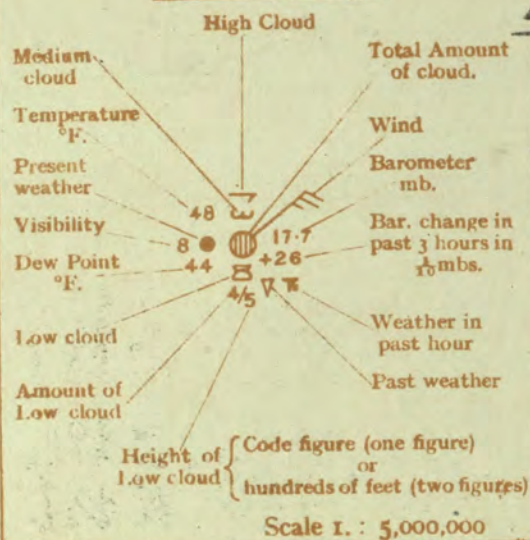 High Cloud
Medium
cloud
Total Amount
of cloud.
Temperature
°F.
Wind
Present
weather
Barometer
mb.
48
Visibility
8
17·7
Bar. change in
past 3 hours in
1/10 mbs.
Dew Point
°F.
44
+26
4/5
Low cloud
Weather in
past hour
Amount of
Low cloud
Past weather
Height of
Low cloud
Code figure (one figure)
or
hundreds of feet (two figures)
Scale 1. : 5,000,000